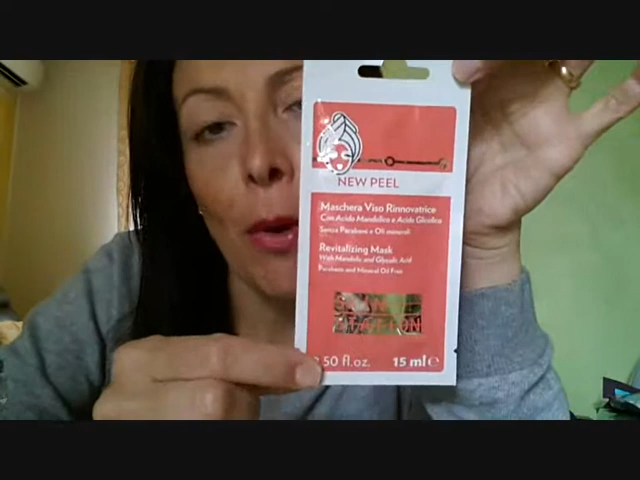 NEW PEEL
Maschera Viso Rinnovatrice
Con Acido Mandelico e Acido Glicolico
Senza Parabeni e Oli minerali
Revitalizing Mask
With Mandelic and Glycolic Acid
Parabens and Mineral Oil Free
50 fl.oz.
15 ml